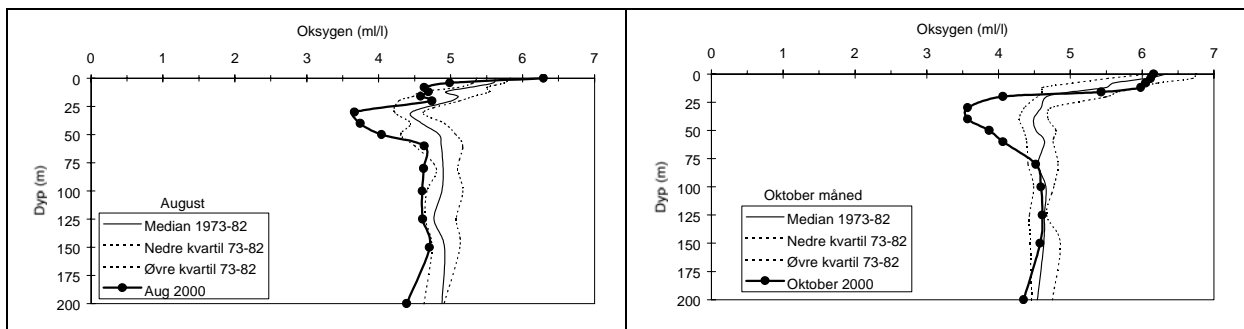 Oksygen (ml/l)
0 1 2 3 4 5 6 7
0
25
50
75
100
125
150
175
200
Dyp (m)
August
Median 1973-82
Nedre kvartil 73-82
Øvre kvartil 73-82
Aug 2000
Oksygen (ml/l)
0 1 2 3 4 5 6 7
0
25
50
75
100
125
150
175
200
Dyp (m)
Oktober måned
Median 1973-82
Nedre kvartil 73-82
Øvre kvartil 73-82
Oktober 2000